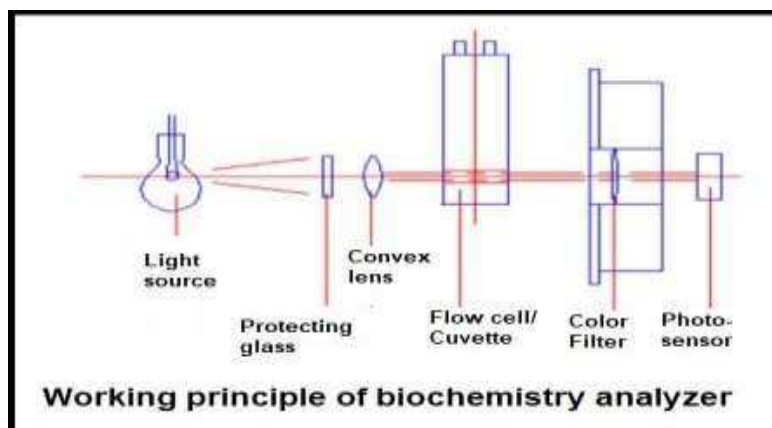 Light
source
Protecting
glass
Convex
lens
Flow cell/
Cuvette
Color
Filter
Photo-
sensor
Working principle of biochemistry analyzer